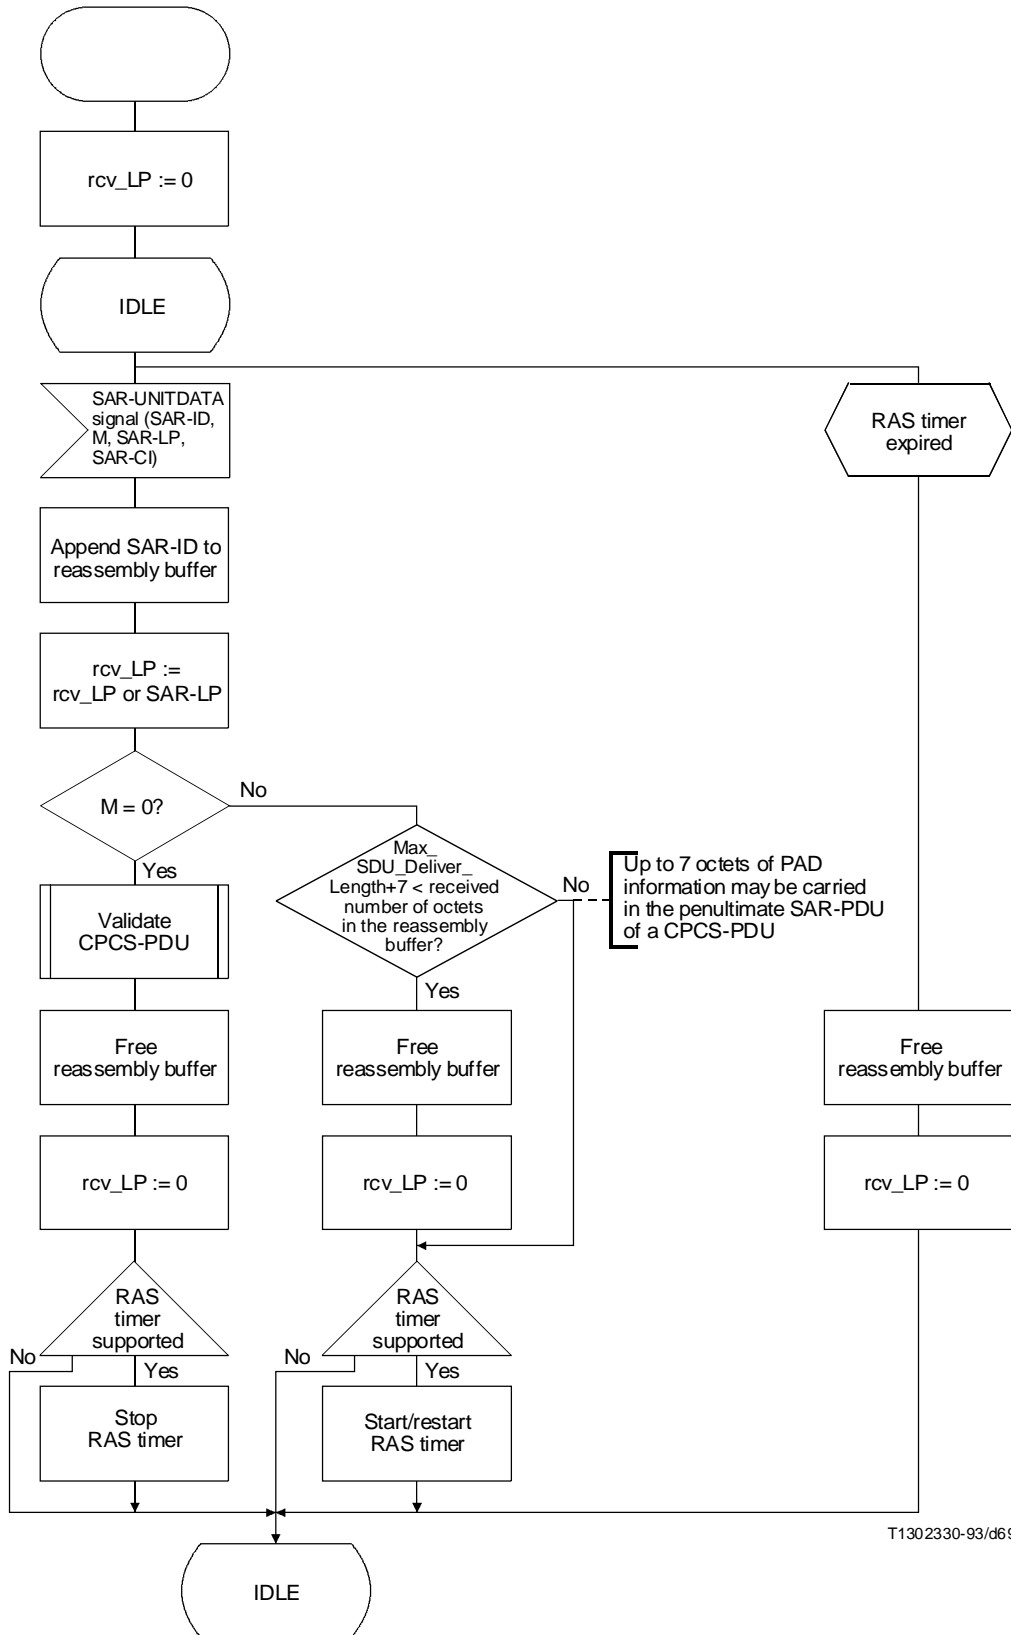 rcv_LP := 0
IDLE
SAR-UNITDATA
signal (SAR-ID,
M, SAR-LP,
SAR-CI)
RAS timer
expired
Append SAR-ID to
reassembly buffer
rcv_LP :=
rcv_LP or SAR-LP
M = 0?
No
Yes
Max_
SDU_Deliver_
Length+7 < received
number of octets
in the reassembly
buffer?
No
Yes
Up to 7 octets of PAD
information may be carried
in the penultimate SAR-PDU
of a CPCS-PDU
Validate
CPCS-PDU
Free
reassembly buffer
Free
reassembly buffer
Free
reassembly buffer
rcv_LP := 0
rcv_LP := 0
rcv_LP := 0
RAS
timer
supported
No
Yes
RAS
timer
supported
No
Yes
Stop
RAS timer
Start/restart
RAS timer
T1302330-93/d69
IDLE